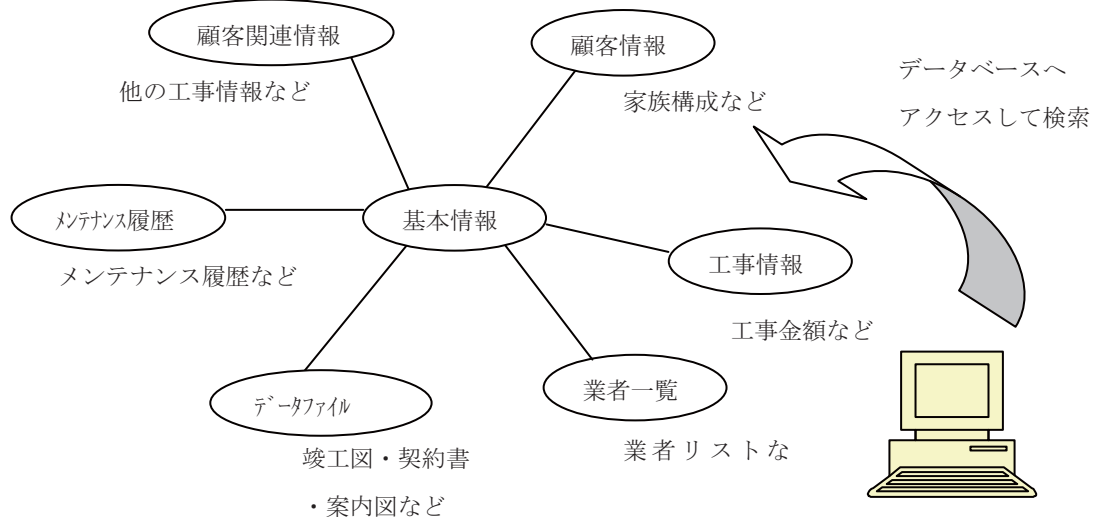 顧客関連情報
他の工事情報など
顧客情報
家族構成など
データベースへ
アクセスして検索
ﾒﾝﾃﾅﾝｽ履歴
メンテナンス履歴など
基本情報
工事情報
工事金額など
ﾃﾞｰﾀﾌｧｲﾙ
竣工図・契約書
・案内図など
業者一覧
業者リストな